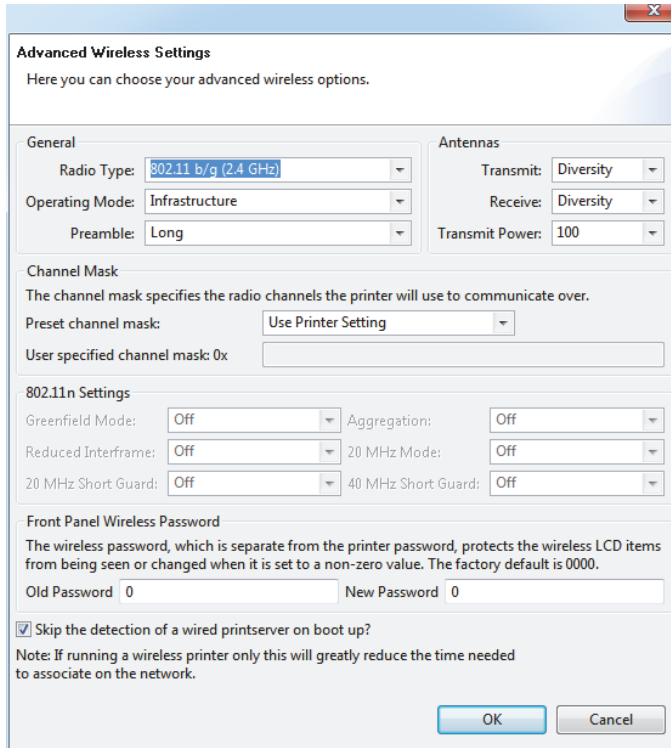 Advanced Wireless Settings
Here you can choose your advanced wireless options.
General
Radio Type: 802.11 b/g (2.4 GHz)
Operating Mode: Infrastructure
Preamble: Long
Antennas
Transmit: Diversity
Receive: Diversity
Transmit Power: 100
Channel Mask
The channel mask specifies the radio channels the printer will use to communicate over.
Preset channel mask: Use Printer Setting
User specified channel mask: 0x
802.11n Settings
Greenfield Mode: Off Aggregation: Off
Reduced Interframe: Off 20 MHz Mode: Off
20 MHz Short Guard: Off 40 MHz Short Guard: Off
Front Panel Wireless Password
The wireless password, which is separate from the printer password, protects the wireless LCD items
from being seen or changed when it is set to a non-zero value. The factory default is 0000.
Old Password 0 New Password 0
Skip the detection of a wired printserver on boot up?
Note: If running a wireless printer only this will greatly reduce the time needed
to associate on the network.
OK Cancel